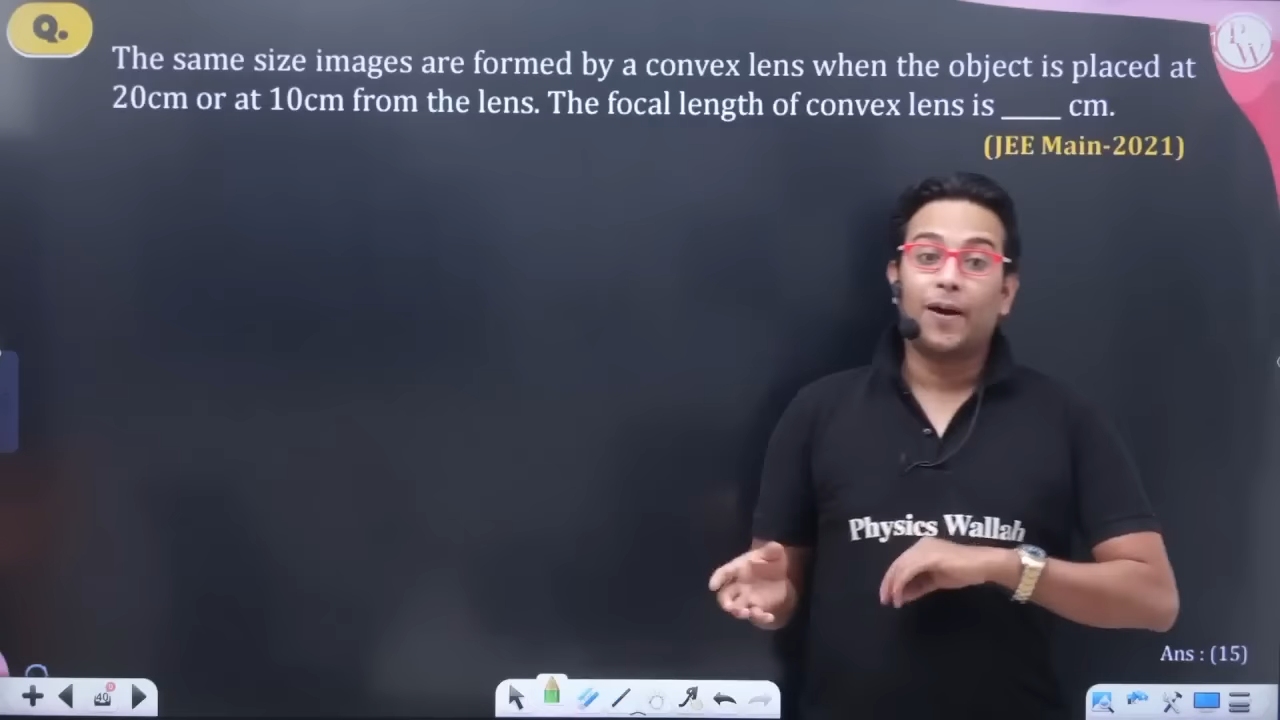 Q.
The same size images are formed by a convex lens when the object is placed at
20cm or at 10cm from the lens. The focal length of convex lens is _____ cm.
(JEE Main-2021)
PW
Physics Wallah
Ans : (15)
40